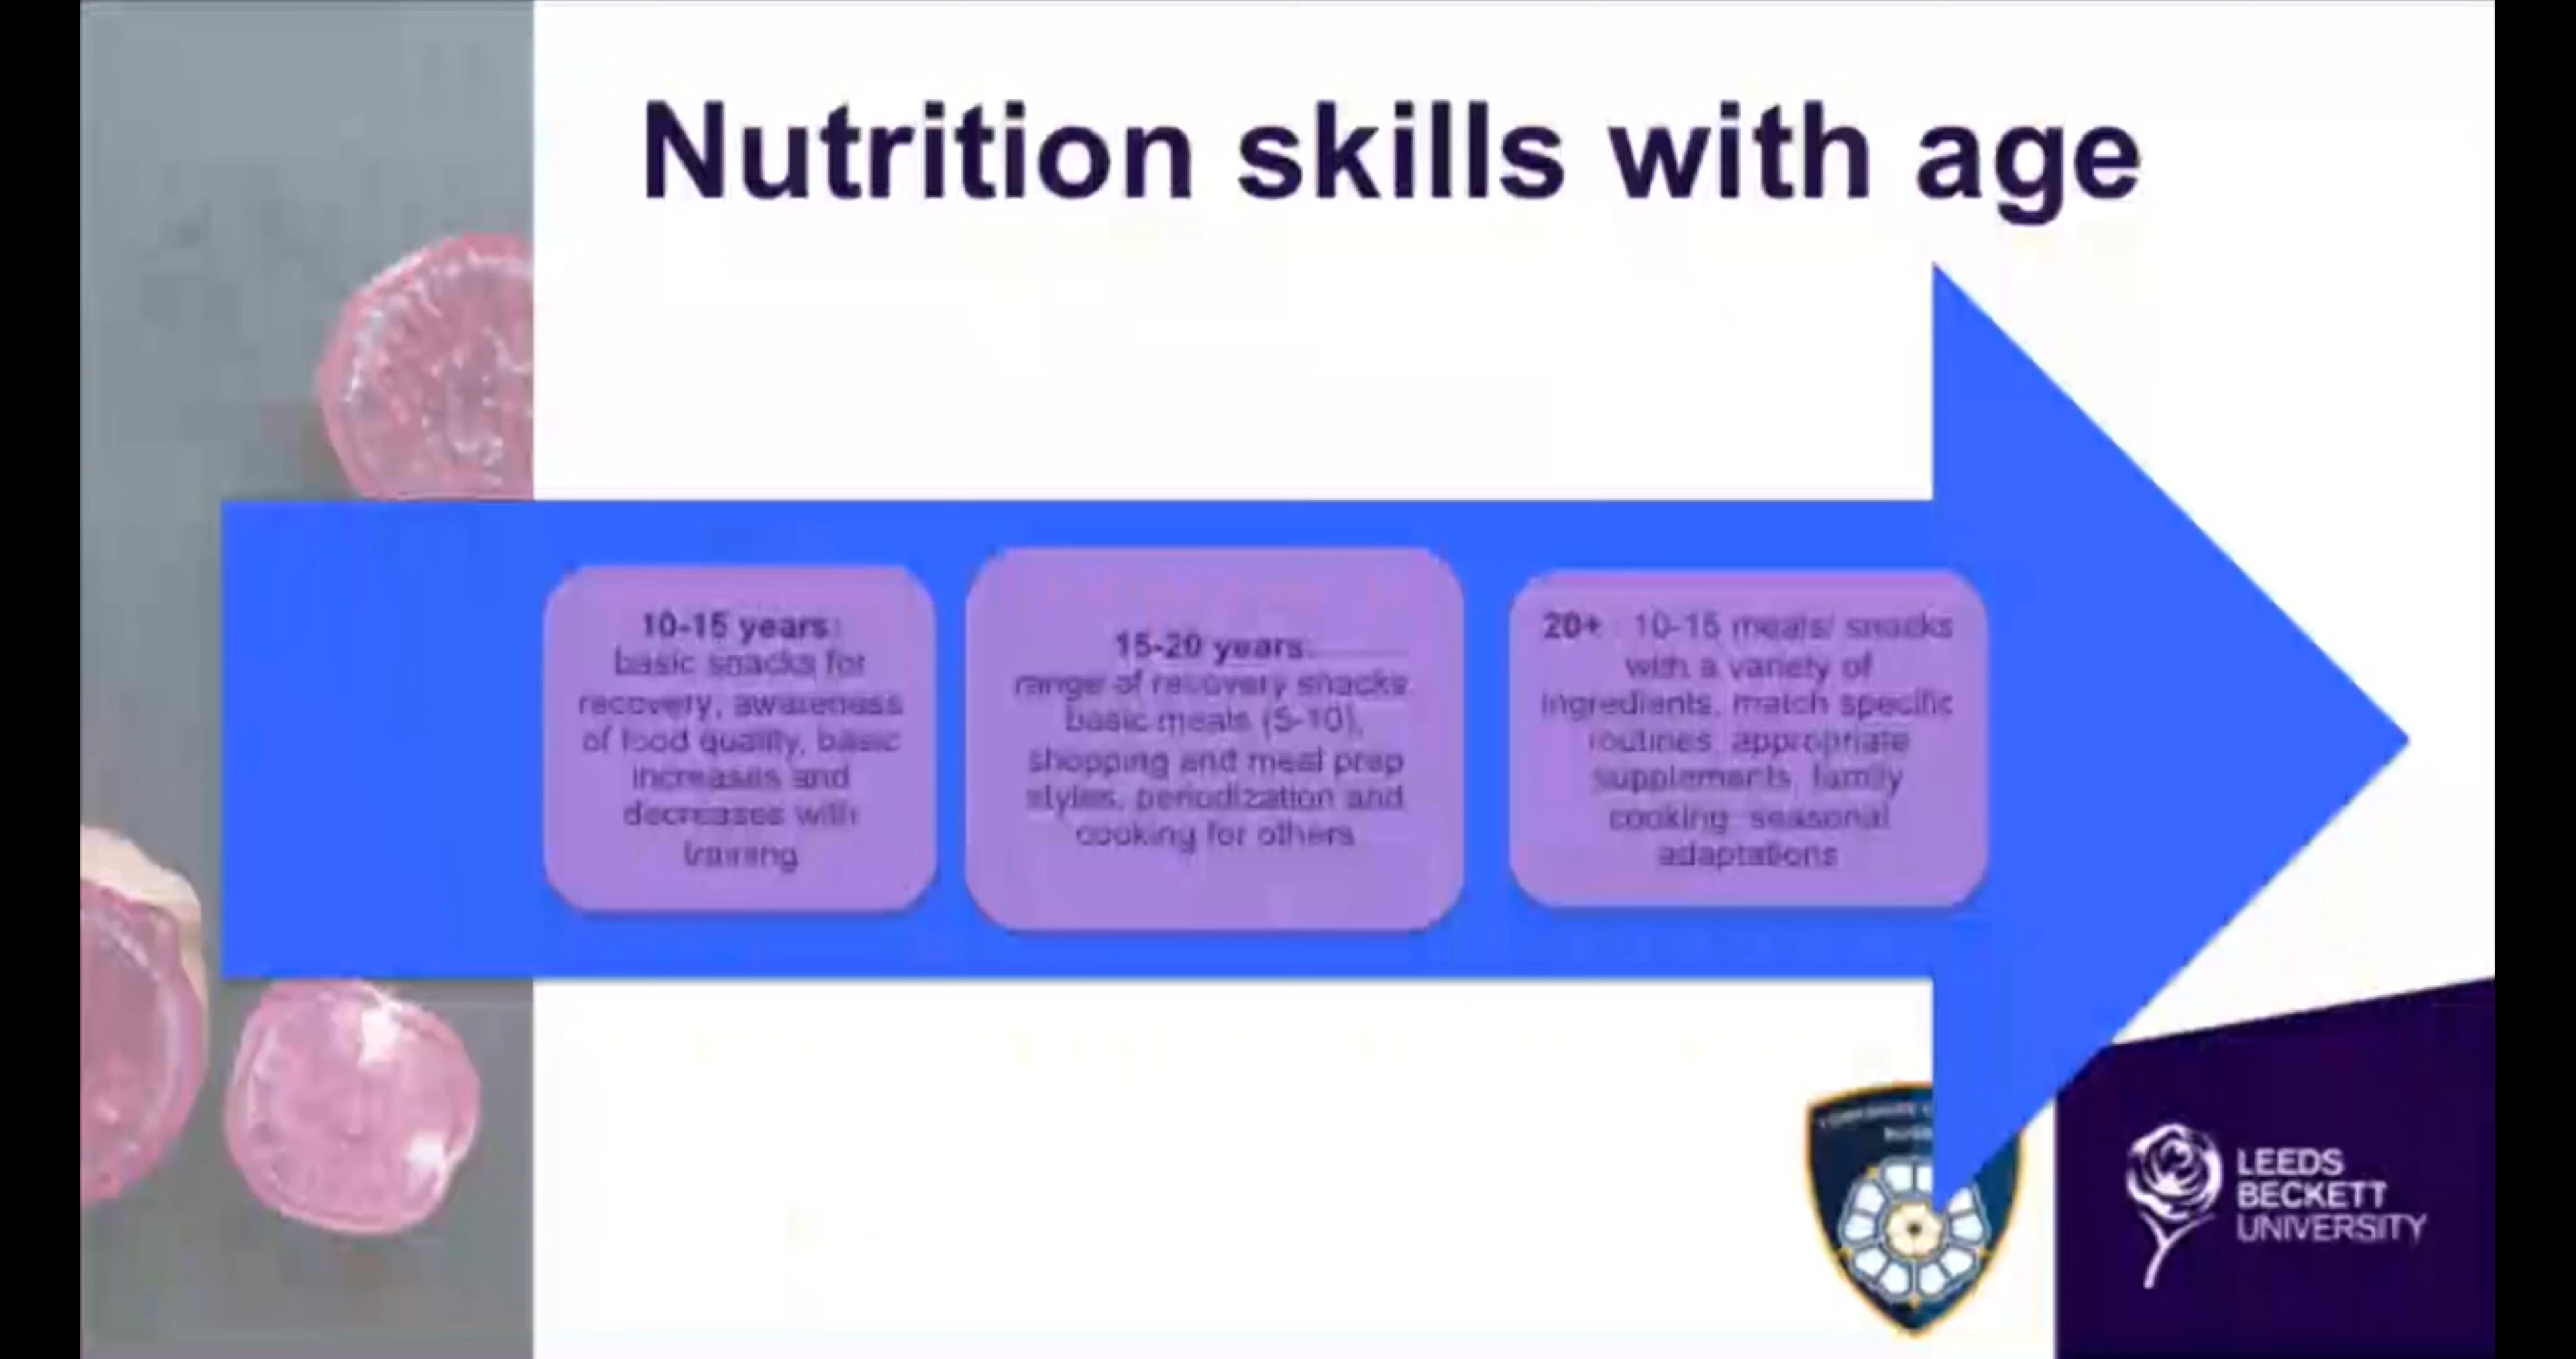 Nutrition skills with age
10-15 years:
basic snacks for
recovery, awareness
of food quality, basic
increases and
decreases with
training
15-20 years:
range of recovery snacks
basic meals (5-10),
shopping and meal prep
styles, periodization and
cooking for others
20+ : 10-15 meals/ snacks
with a variety of
ingredients, match specific
routines, appropriate
supplements, family
cooking, seasonal
adaptations
LEEDS
BECKETT
UNIVERSITY